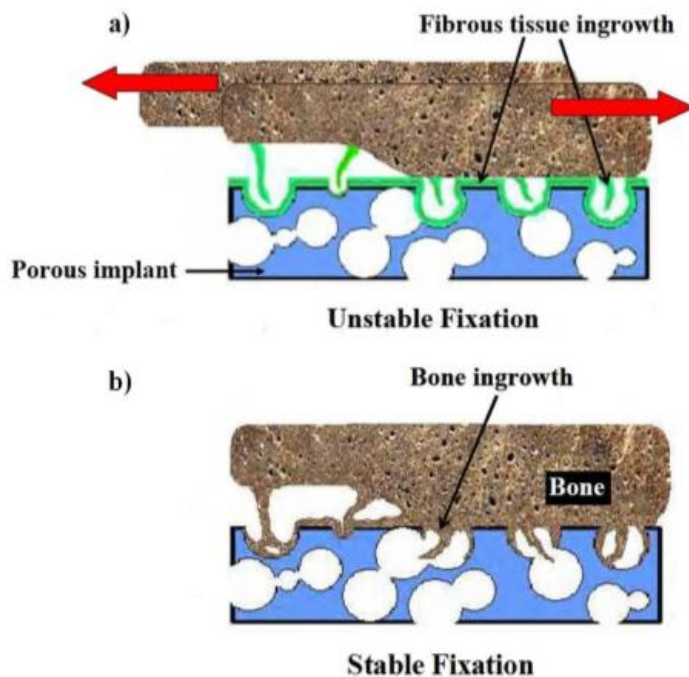 a)
Fibrous tissue ingrowth
Porous implant
Unstable Fixation
b)
Bone ingrowth
Bone
Stable Fixation